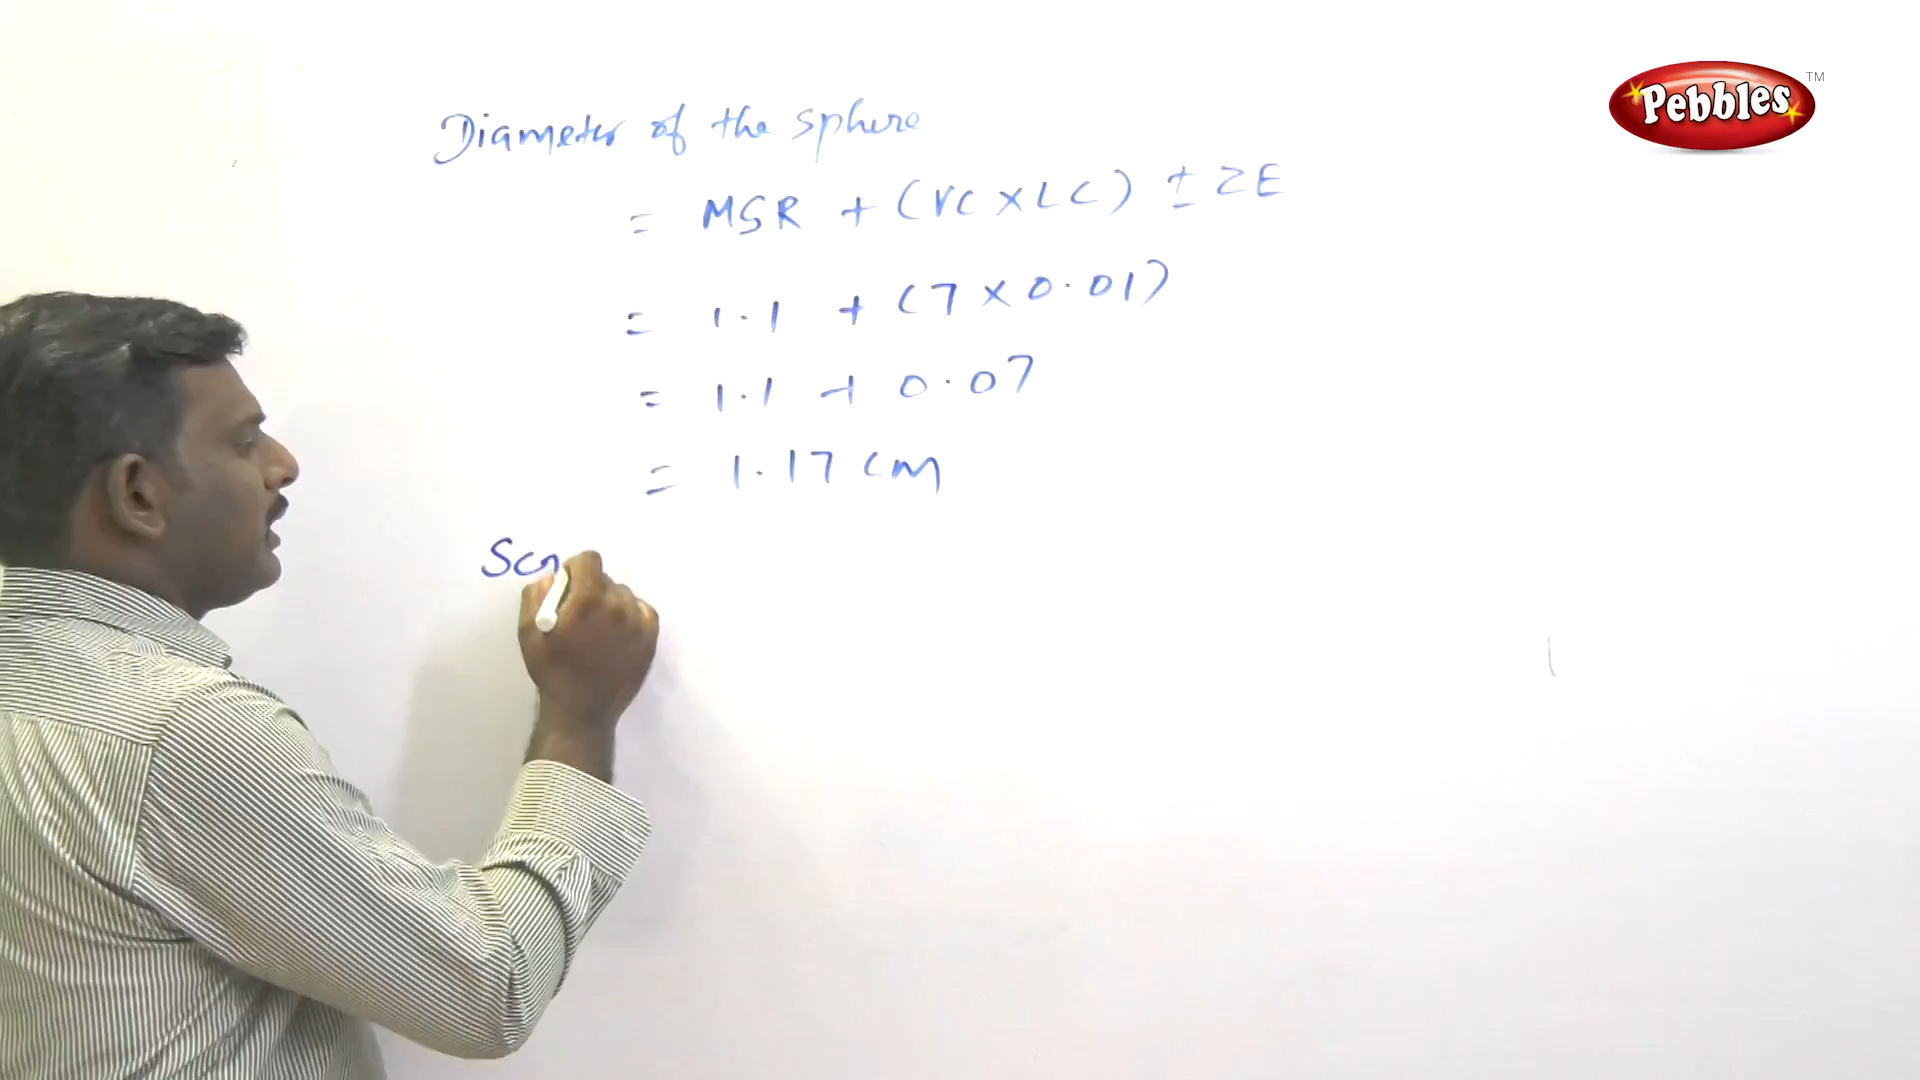 Pebbles TM
Diameter of the sphere
= MSR + (VC × LC) ± ZE
= 1.1 + (7 × 0.01)
= 1.1 + 0.07
= 1.17 cm
Scr